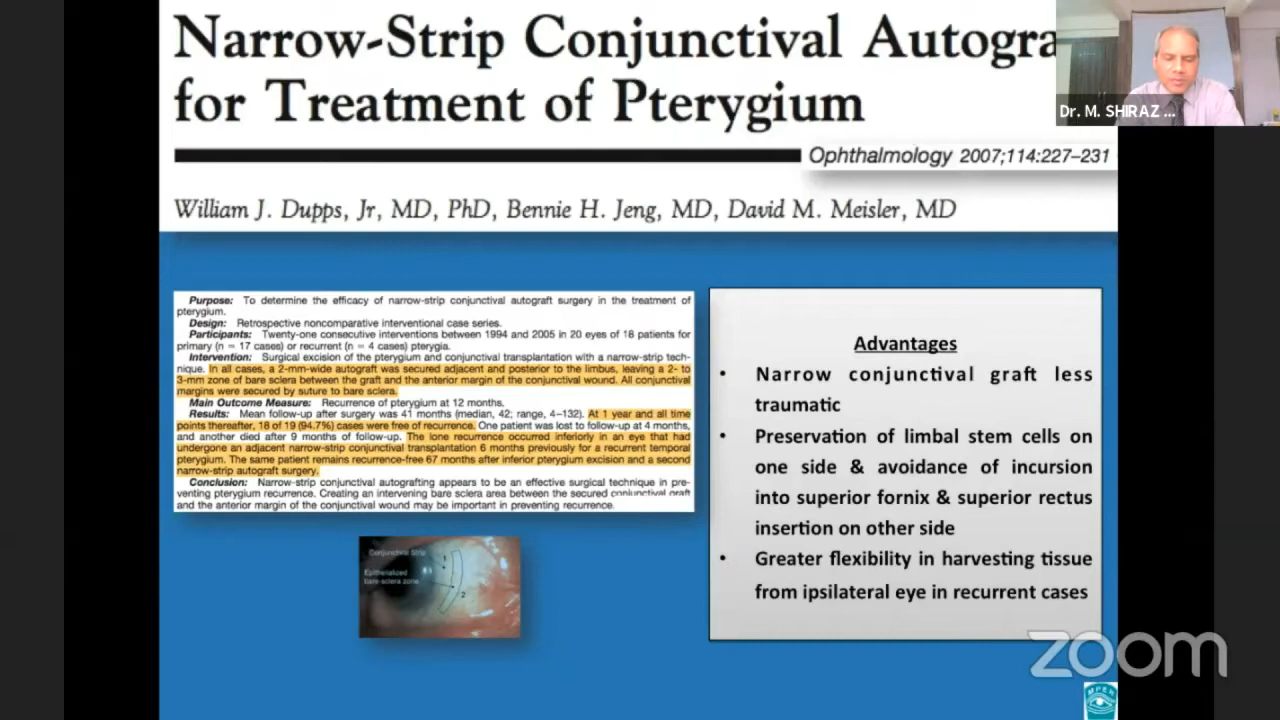 Narrow-Strip Conjunctival Autogra
for Treatment of Pterygium
Dr. M. SHIRAZ ...
Ophthalmology 2007;114:227–231
William J. Dupps, Jr, MD, PhD, Bennie H. Jeng, MD, David M. Meisler, MD
Purpose: To determine the efficacy of narrow-strip conjunctival autograft surgery in the treatment of
pterygium.
Design: Retrospective noncomparative interventional case series.
Participants: Twenty-one consecutive interventions between 1994 and 2005 in 20 eyes of 18 patients for
primary (n = 17 cases) or recurrent (n = 4 cases) pterygia.
Intervention: Surgical excision of the pterygium and conjunctival transplantation with a narrow-strip tech-
nique. In all cases, a 2-mm-wide autograft was secured adjacent and posterior to the limbus, leaving a 2- to
3-mm zone of bare sclera between the graft and the anterior margin of the conjunctival wound. All conjunctival
margins were secured by suture to bare sclera.
Main Outcome Measure: Recurrence of pterygium at 12 months.
Results: Mean follow-up after surgery was 41 months (median, 42; range, 4–132). At 1 year and all time
points thereafter, 18 of 19 (94.7%) cases were free of recurrence. One patient was lost to follow-up at 4 months,
and another died after 9 months of follow-up. The lone recurrence occurred inferiorly in an eye that had
undergone an adjacent narrow-strip conjunctival transplantation 6 months previously for a recurrent temporal
pterygium. The same patient remains recurrence-free 67 months after inferior pterygium excision and a second
narrow-strip autograft surgery.
Conclusion: Narrow-strip conjunctival autografting appears to be an effective surgical technique in pre-
venting pterygium recurrence. Creating an intervening bare sclera area between the secured conjunctival graft
and the anterior margin of the conjunctival wound may be important in preventing recurrence.
Conjunctival Strip
Epithelialized
bare-sclera zone
1
2
Advantages
• Narrow conjunctival graft less
traumatic
• Preservation of limbal stem cells on
one side & avoidance of incursion
into superior fornix & superior rectus
insertion on other side
• Greater flexibility in harvesting tissue
from ipsilateral eye in recurrent cases
zoom